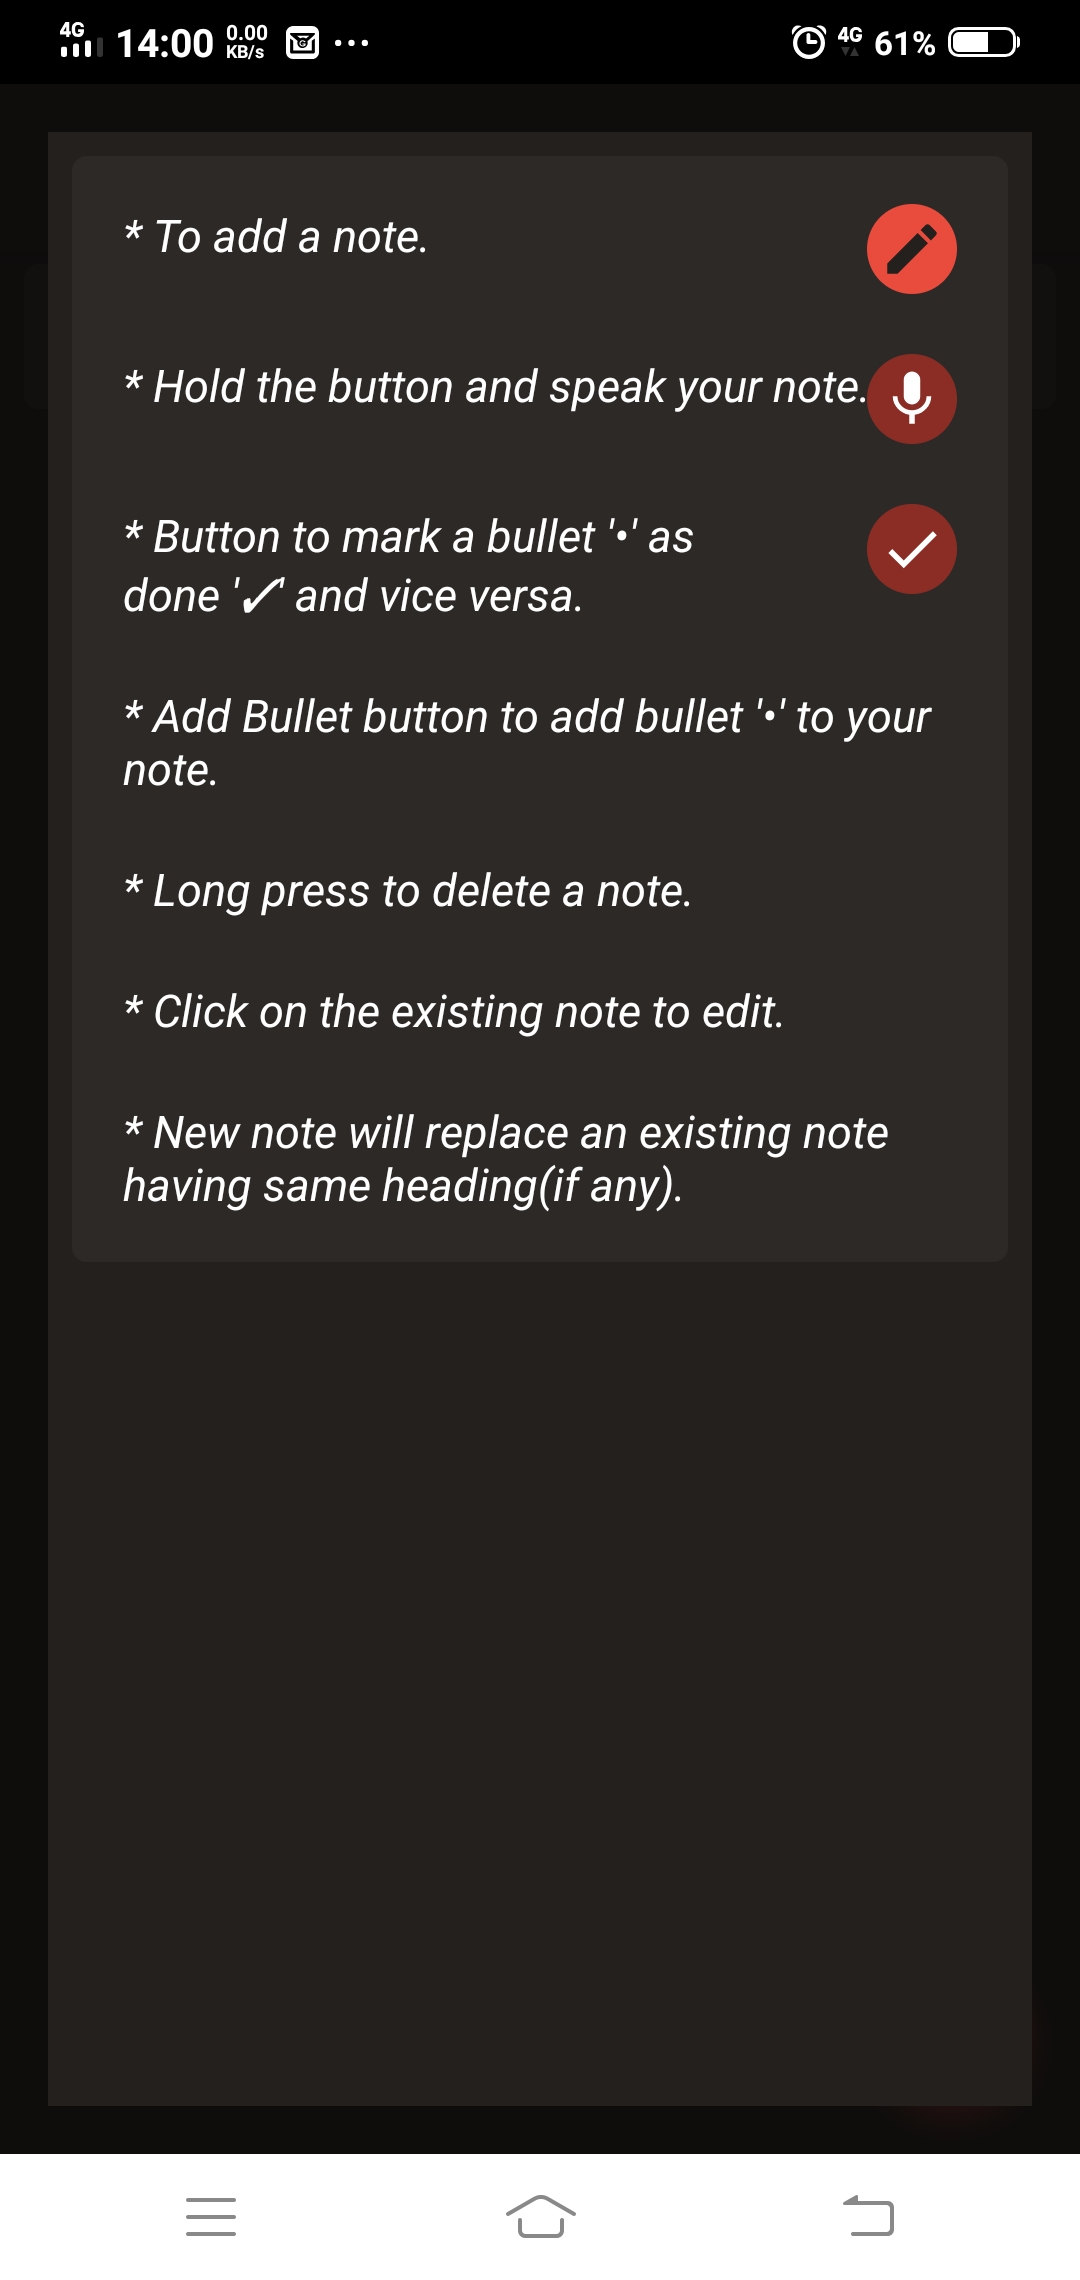 4G 14:00 0.00 KB/s ... 4G 61%
* To add a note.
* Hold the button and speak your note.
* Button to mark a bullet '•' as
done '✓' and vice versa.
* Add Bullet button to add bullet '•' to your
note.
* Long press to delete a note.
* Click on the existing note to edit.
* New note will replace an existing note
having same heading(if any).